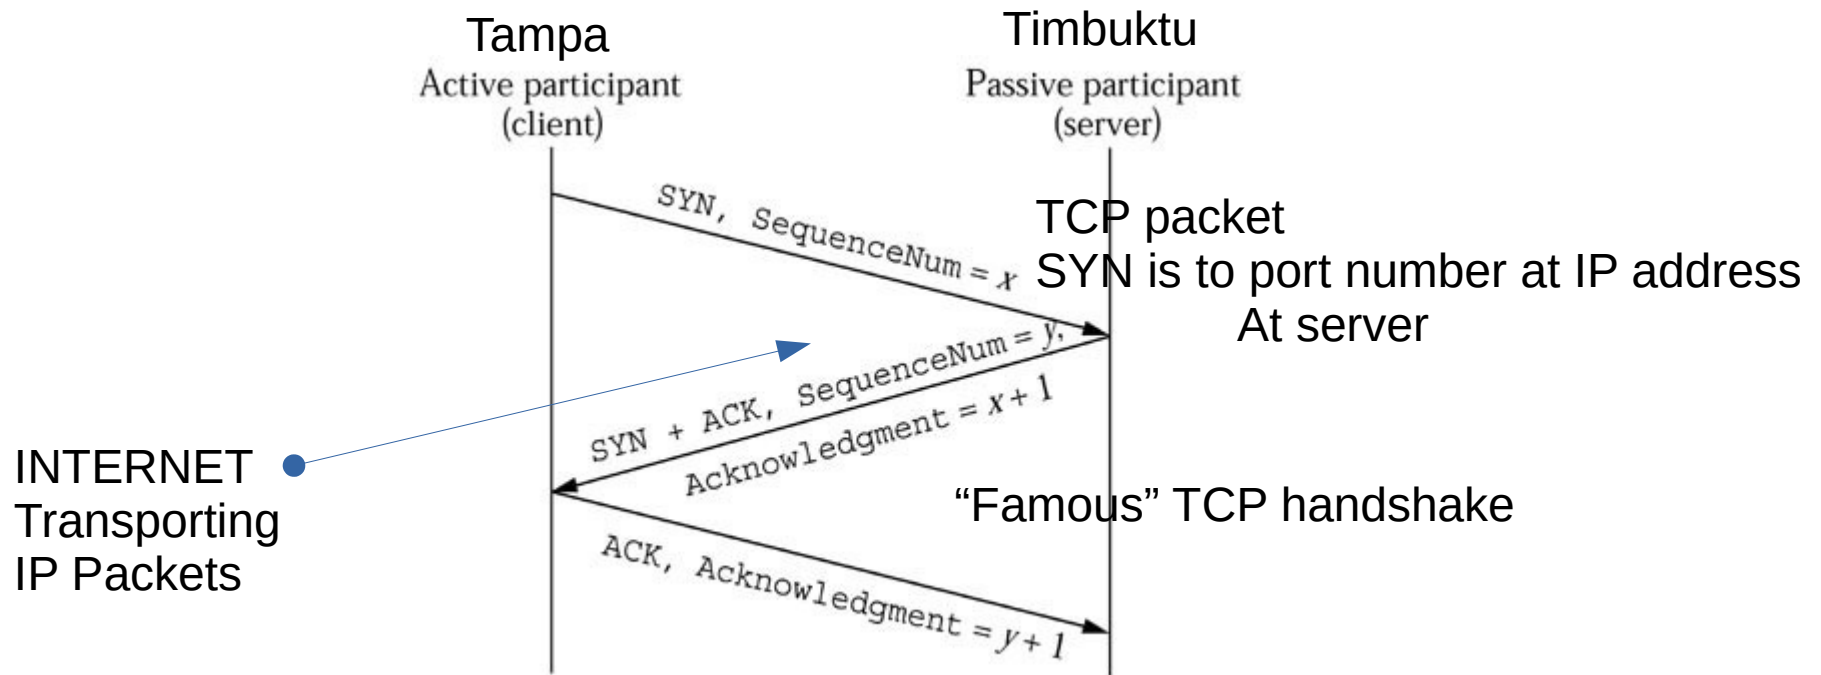 Tampa
Active participant
(client)
Timbuktu
Passive participant
(server)
SYN, SequenceNum = x
TCP packet
SYN is to port number at IP address
At server
SYN + ACK, SequenceNum = y,
Acknowledgment = x + 1
INTERNET
Transporting
IP Packets
“Famous” TCP handshake
ACK, Acknowledgment = y + 1